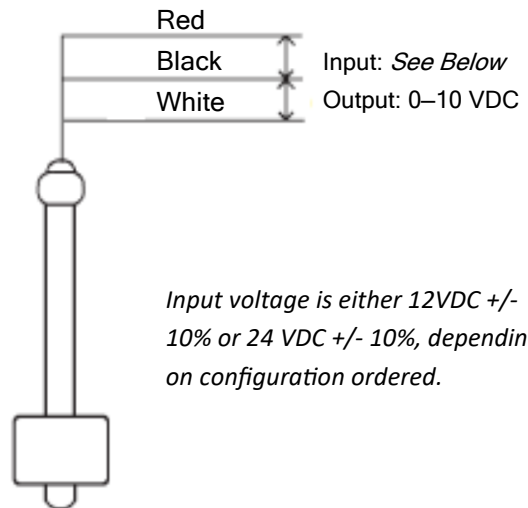 Red
Black
White
Input: See Below
Output: 0–10 VDC
Input voltage is either 12VDC +/-
10% or 24 VDC +/- 10%, dependin
on configuration ordered.